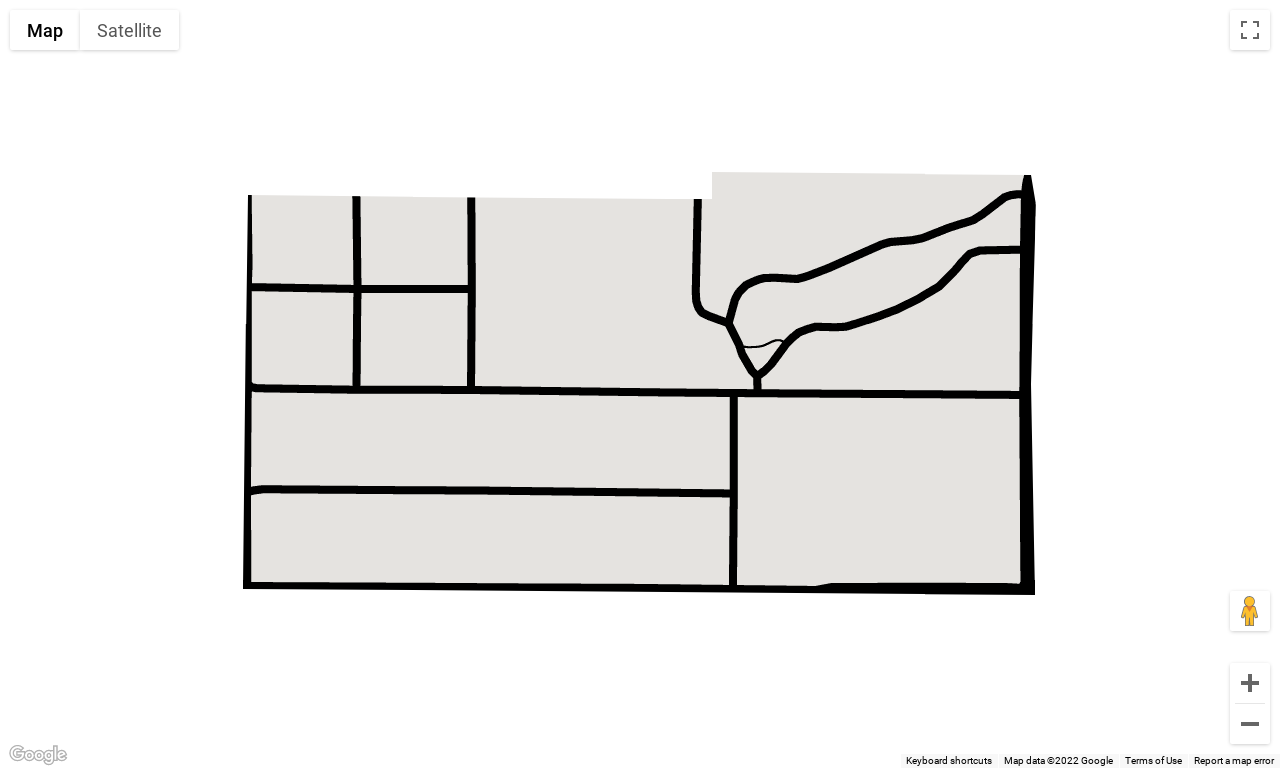 Map Satellite
Google
Keyboard shortcuts Map data ©2022 Google Terms of Use Report a map error